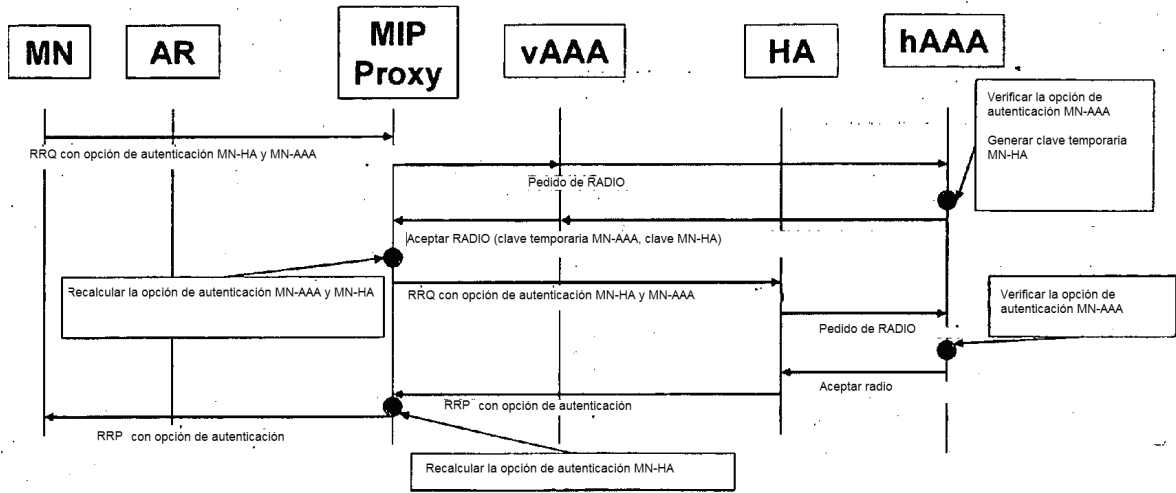 MN
AR
MIP
Proxy
vAAA
HA
hAAA
Verificar la opción de
autenticación MN-AAA
Generar clave temporaria
MN-HA
RRQ con opción de autenticación MN-HA y MN-AAA
Pedido de RADIO
Aceptar RADIO (clave temporaria MN-AAA, clave MN-HA)
Recalcular la opción de autenticación MN-AAA y MN-HA
RRQ con opción de autenticación MN-HA y MN-AAA
Verificar la opción de
autenticación MN-AAA
Pedido de RADIO
Aceptar radio
RRP con opción de autenticación
RRP con opción de autenticación
Recalcular la opción de autenticación MN-HA